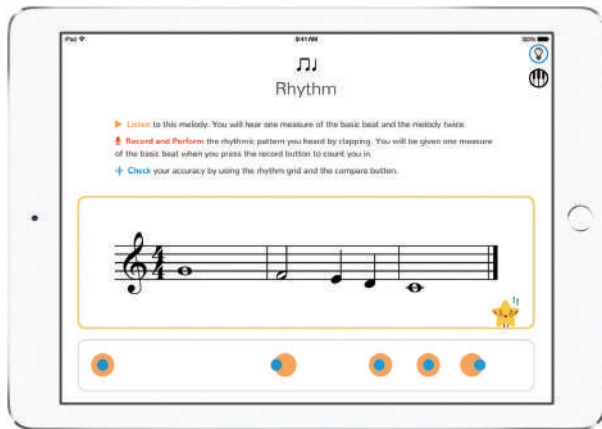 iPad 9:41 AM 100%
Rhythm
Listen to this melody. You will hear one measure of the basic beat and the melody twice.
Record and Perform the rhythmic pattern you heard by clapping. You will be given one measure
of the basic beat when you press the record button to count you in.
Check your accuracy by using the rhythm grid and the compare button.
4
4